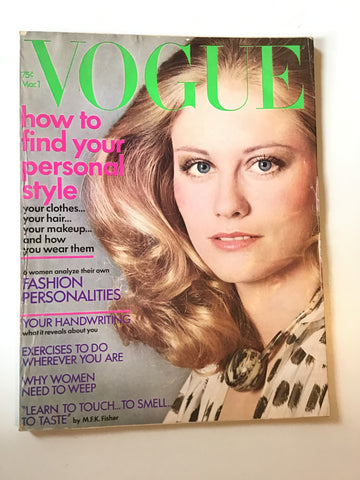 VOGUE
75¢
Mar.1
how to
find your
personal
style
your clothes...
your hair...
your makeup...
and how
you wear them
women analyze their own
FASHION
PERSONALITIES
YOUR HANDWRITING
what it reveals about you
EXERCISES TO DO
WHEREVER YOU ARE
WHY WOMEN
NEED TO WEEP
"LEARN TO TOUCH...TO SMELL...
TO TASTE" by M.F.K. Fisher